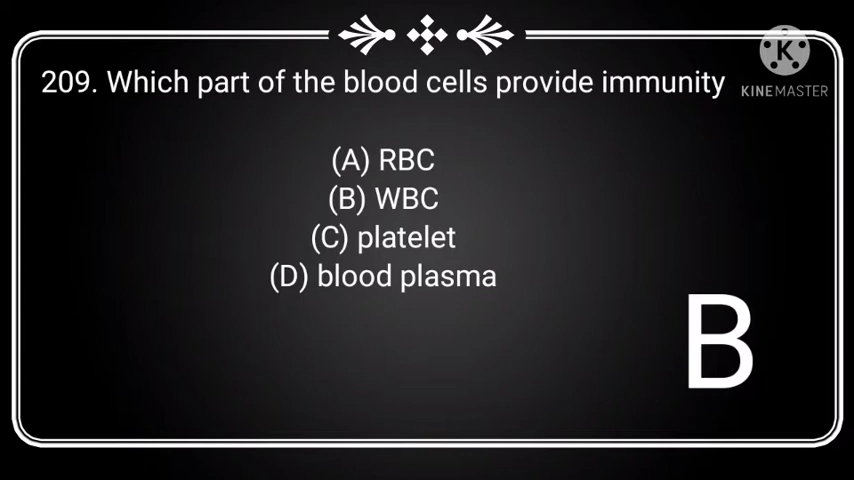 209. Which part of the blood cells provide immunity
K
KINEMASTER
(A) RBC
(B) WBC
(C) platelet
(D) blood plasma
B